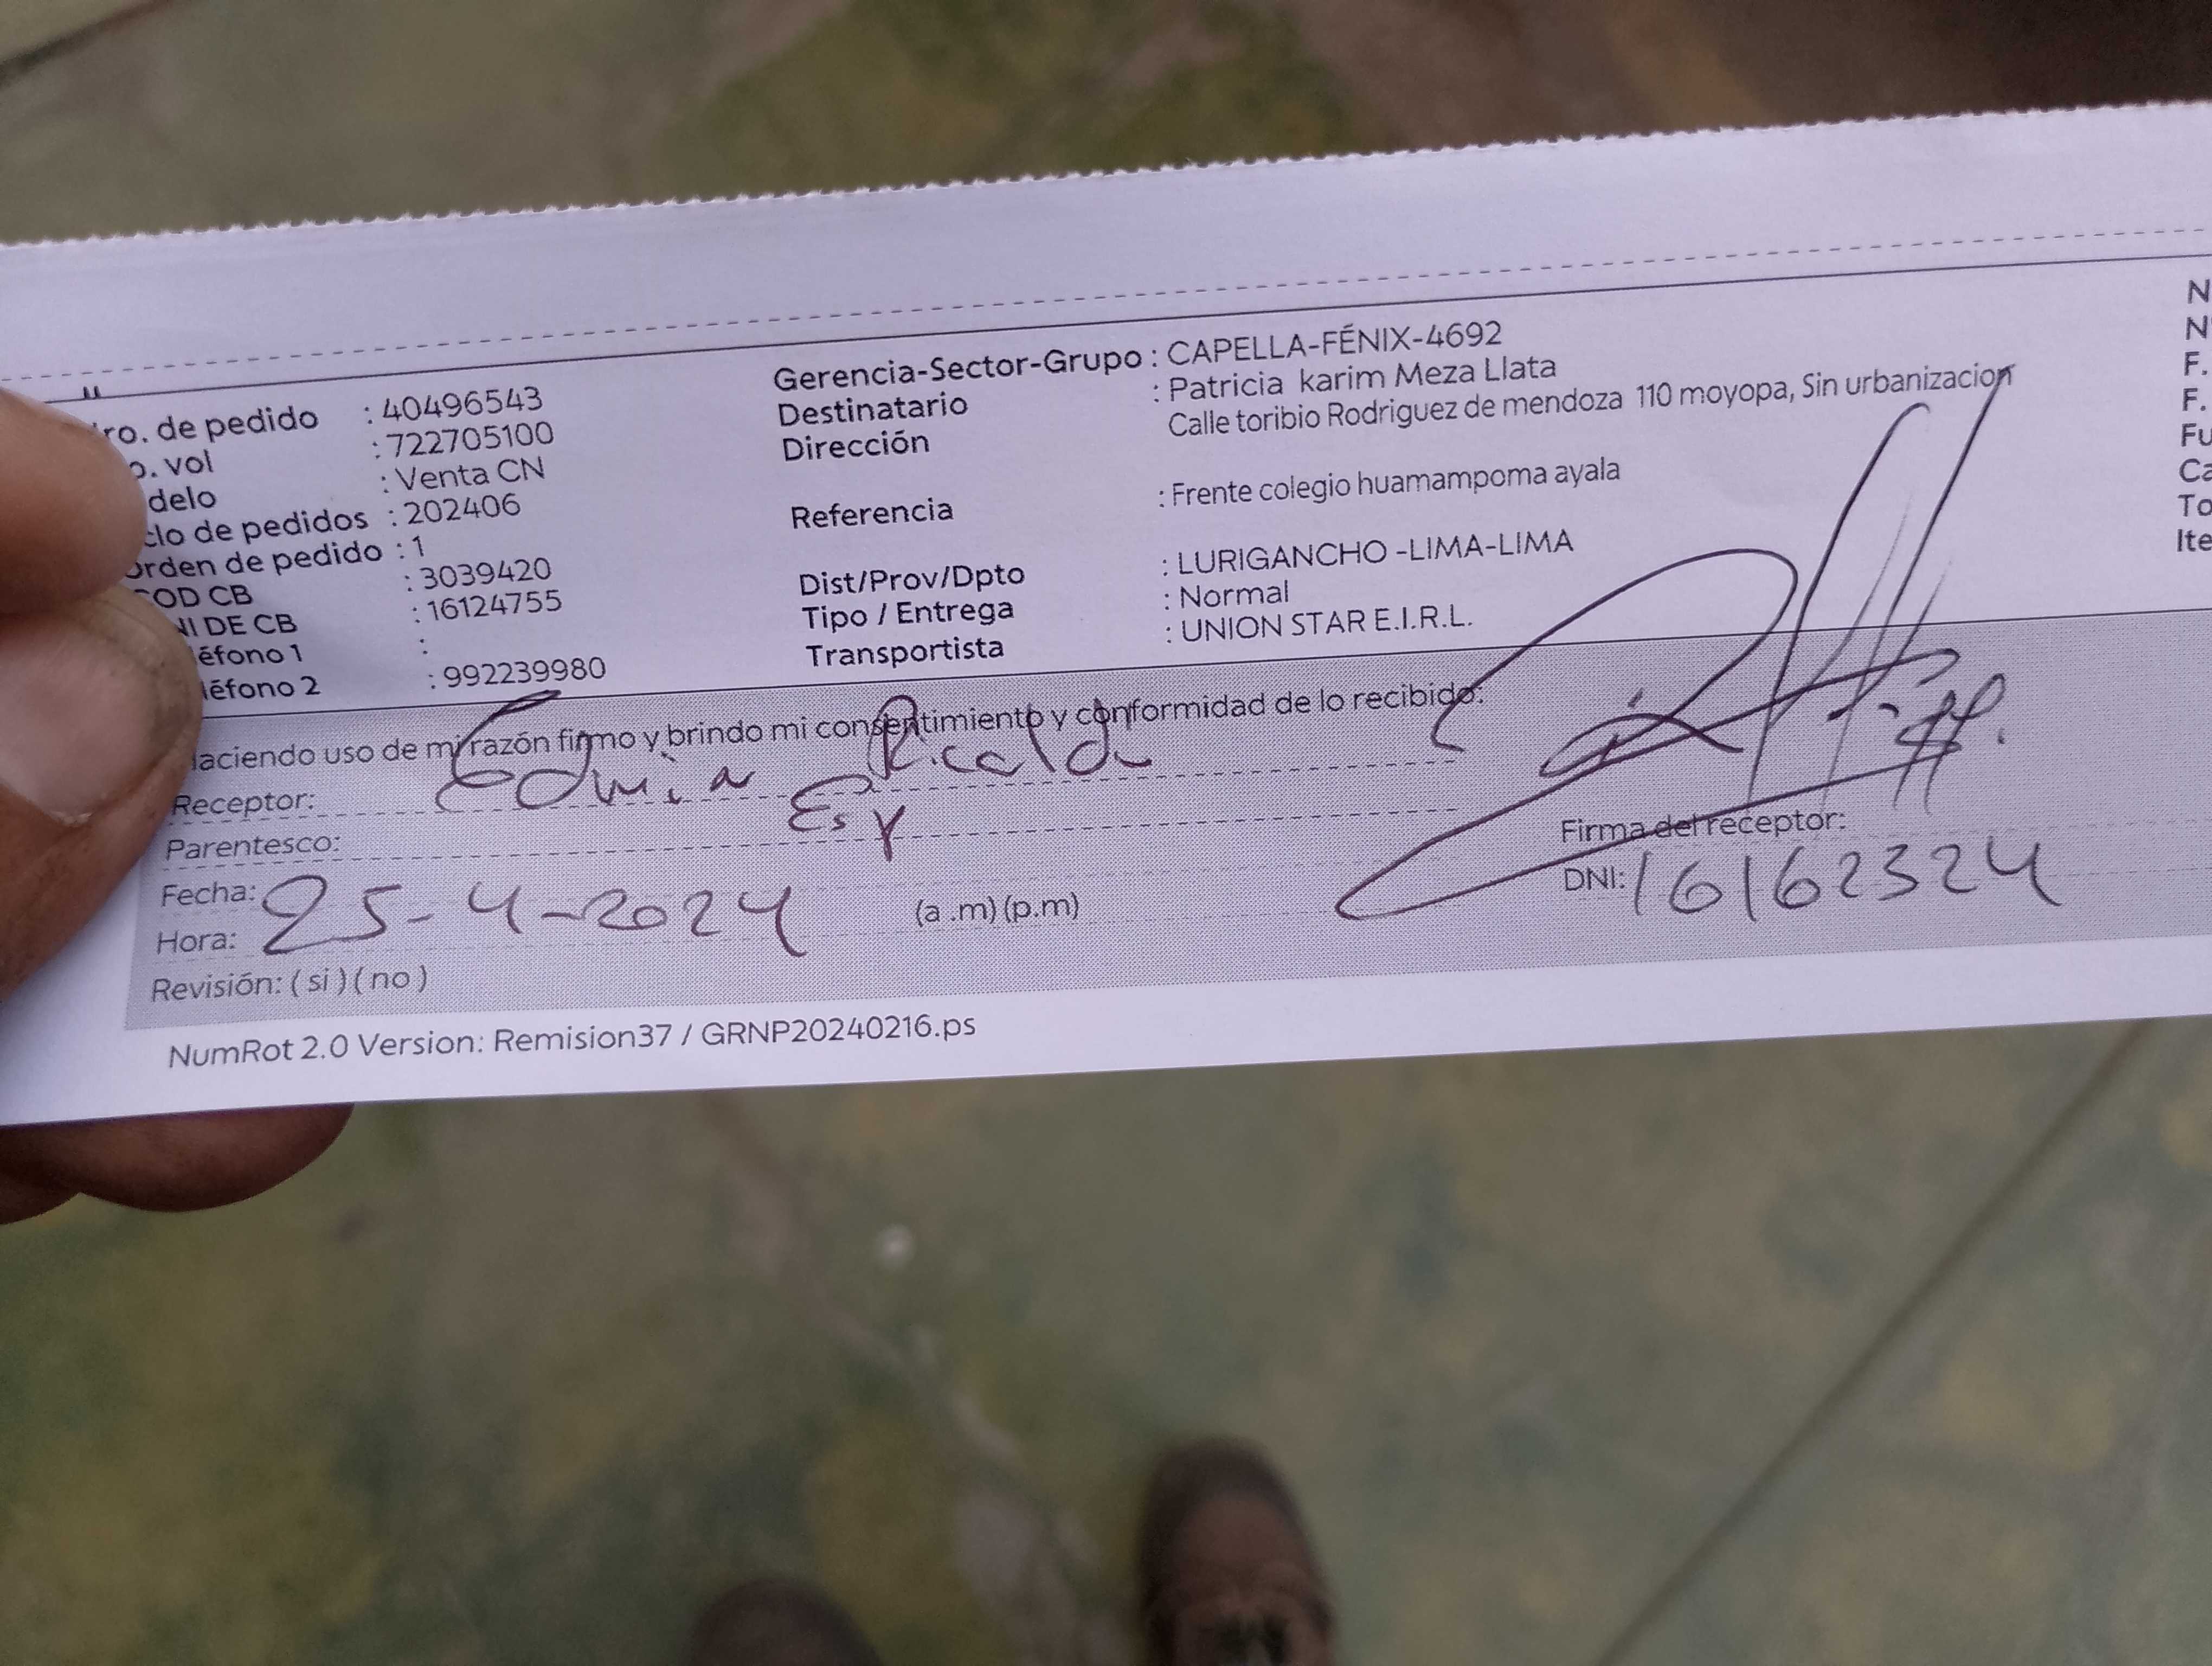 ro. de pedido : 40496543
o. vol : 722705100
delo : Venta CN
clo de pedidos : 202406
orden de pedido : 1
COD CB : 3039420
NI DE CB : 16124755
éfono 1 :
léfono 2 : 992239980
Gerencia-Sector-Grupo : CAPELLA-FÉNIX-4692
Destinatario : Patricia karim Meza Llata
Dirección Calle toribio Rodriguez de mendoza 110 moyopa, Sin urbanizacion
Referencia : Frente colegio huamampoma ayala
Dist/Prov/Dpto : LURIGANCHO -LIMA-LIMA
Tipo / Entrega : Normal
Transportista : UNION STAR E.I.R.L.
N
N
F.
F.
Fu
Ca
To
Ite
aciendo uso de mi razón firmo y brindo mi consentimiento y conformidad de lo recibido:
Receptor: Edwin
Parentesco: Esp
Fecha: 25-4-2024
Hora: (a .m) (p.m)
Revisión: ( si ) ( no )
Firma del receptor:
DNI: 16162324
NumRot 2.0 Version: Remision37 / GRNP20240216.ps